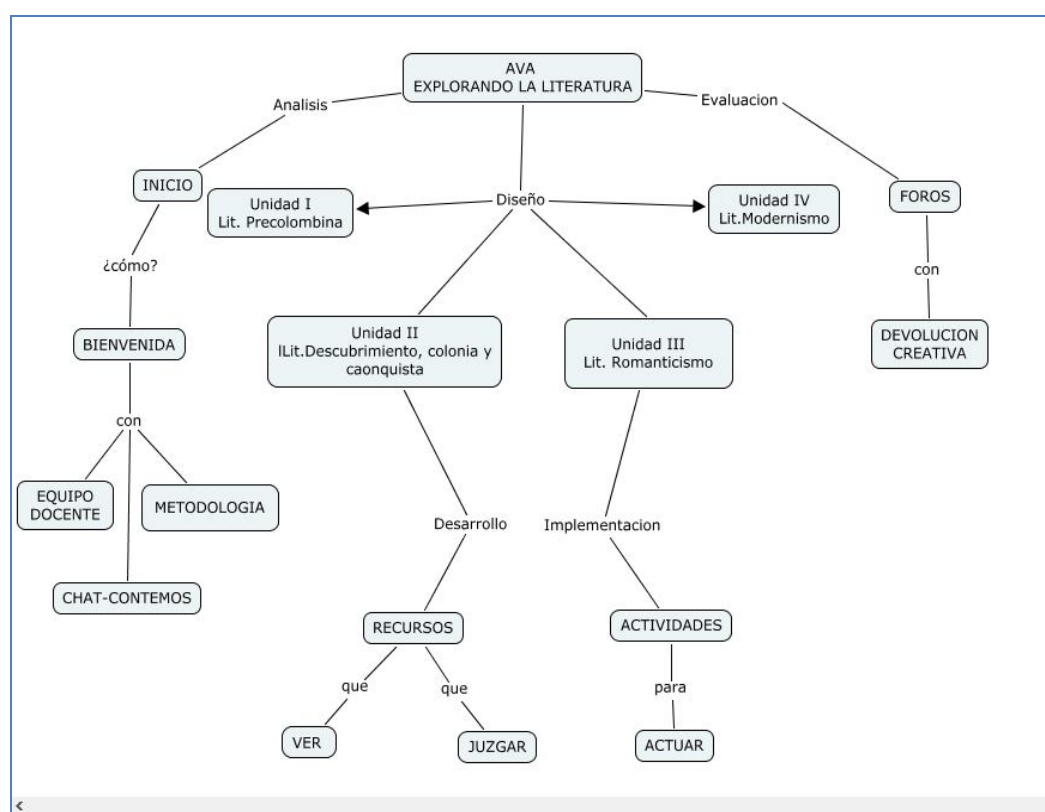 AVA
EXPLORANDO LA LITERATURA
Analisis
Evaluacion
INICIO
Unidad I
Lit. Precolombina
Diseño
Unidad IV
Lit.Modernismo
FOROS
¿cómo?
con
BIENVENIDA
Unidad II
lLit.Descubrimiento, colonia y
caonquista
Unidad III
Lit. Romanticismo
DEVOLUCION
CREATIVA
con
EQUIPO
DOCENTE
METODOLOGIA
Desarrollo
Implementacion
CHAT-CONTEMOS
RECURSOS
ACTIVIDADES
que
que
para
VER
JUZGAR
ACTUAR